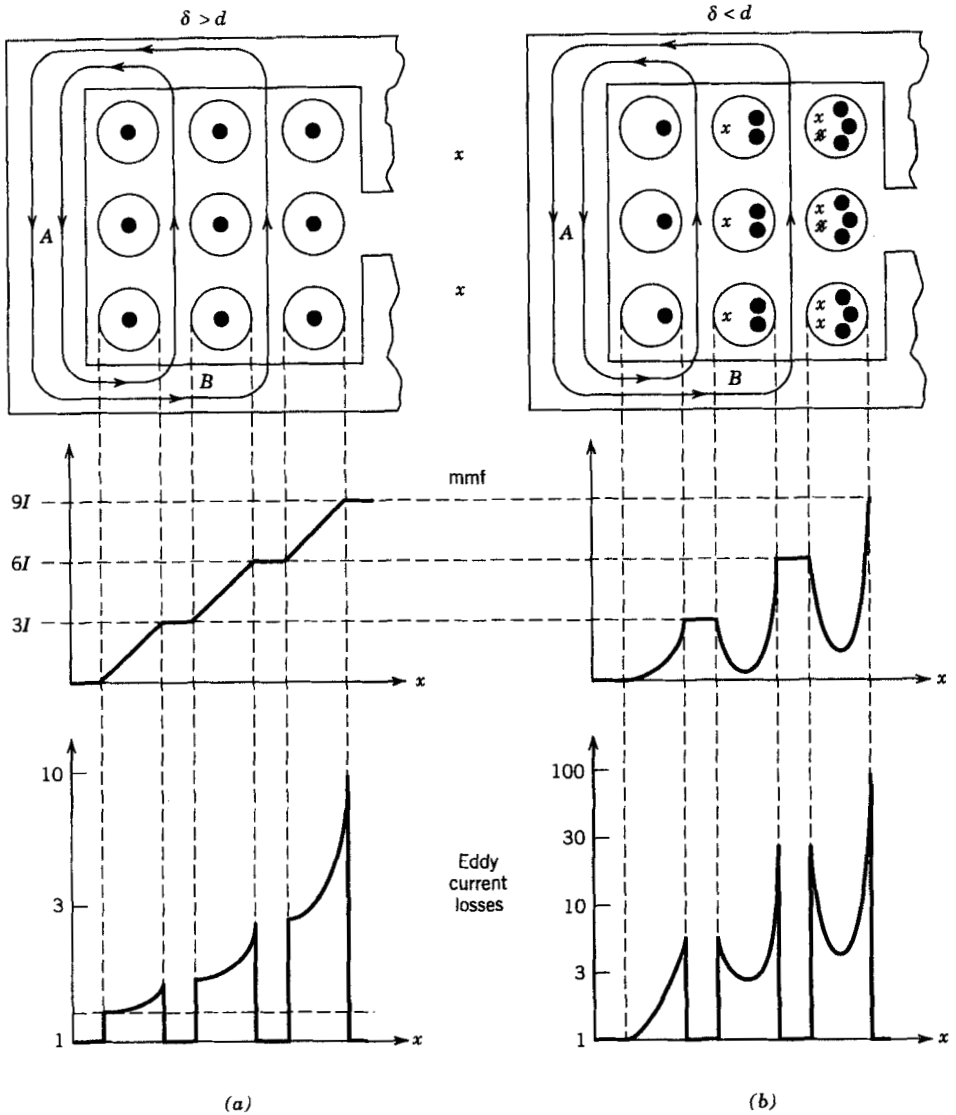 δ > d
δ < d
A
B
x
x
A
B
x
x
x
x
x
x
x
x
x
mmf
9I
6I
3I
x
x
10
3
1
x
Eddy
current
losses
100
30
10
3
1
x
(a)
(b)